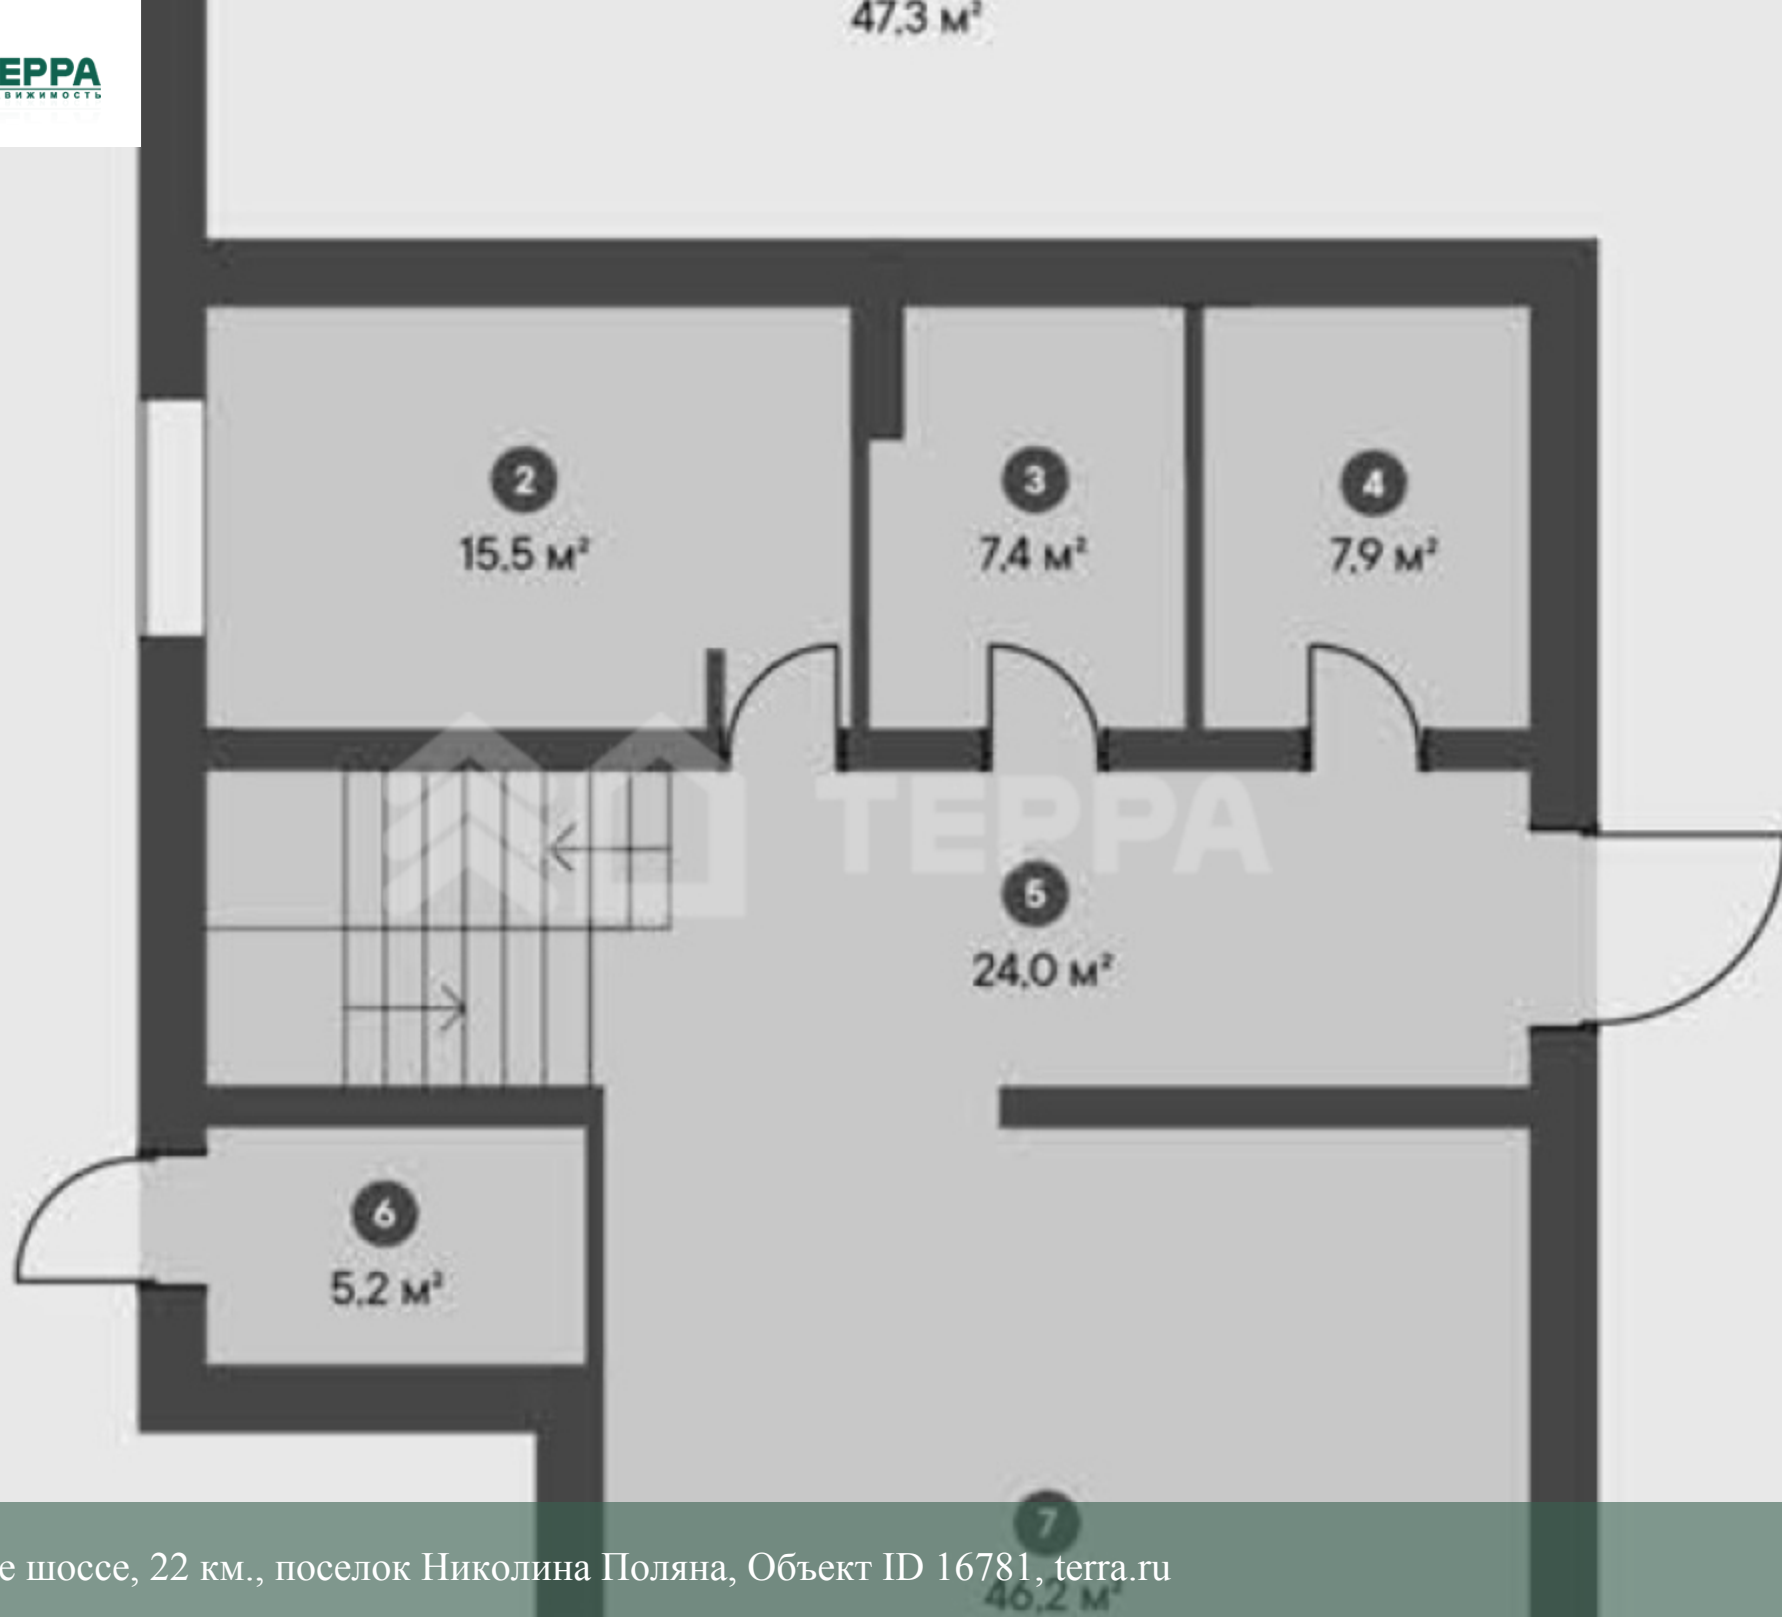 47,3 м²
ЕРРА
ВИЖИМОСТЬ
2
15,5 м²
3
7,4 м²
4
7,9 м²
ТЕРРА
5
24,0 м²
6
5,2 м²
7
е шоссе, 22 км., поселок Николина Поляна, Объект ID 16781, terra.ru
46,2 м²